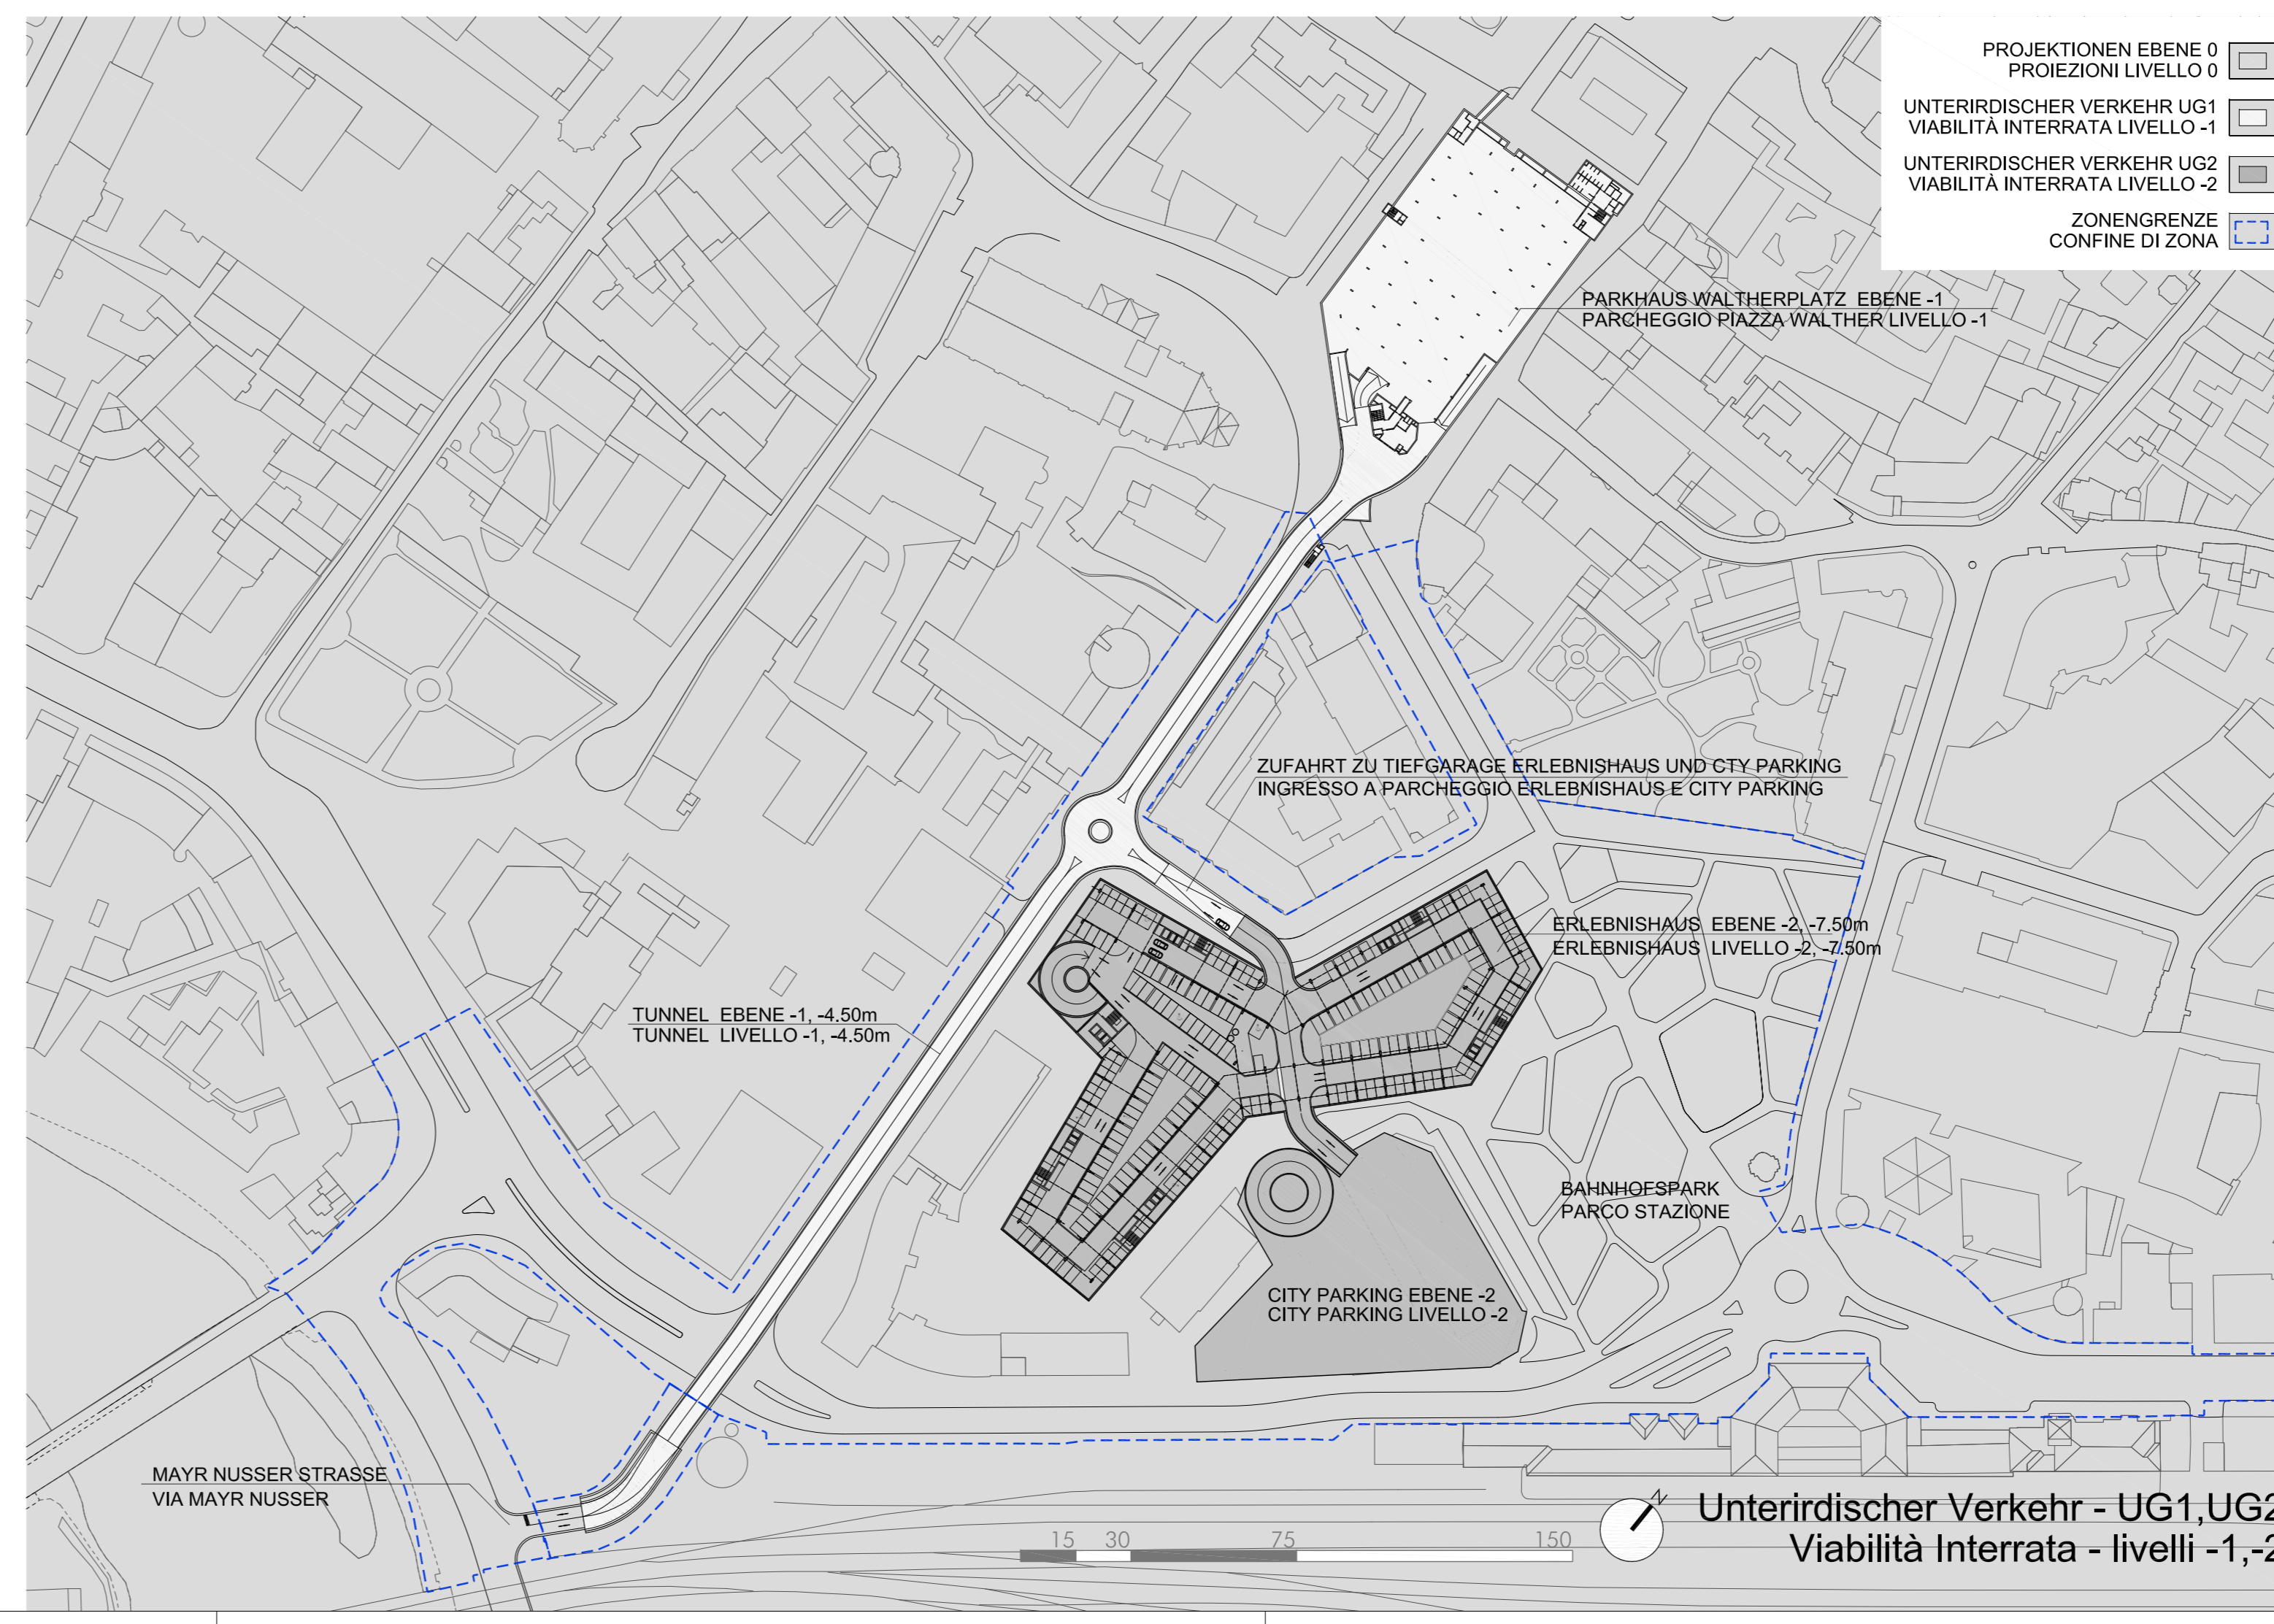 PROJEKTIONEN EBENE 0
PROIEZIONI LIVELLO 0
UNTERIRDISCHER VERKEHR UG1
VIABILITÀ INTERRATA LIVELLO -1
UNTERIRDISCHER VERKEHR UG2
VIABILITÀ INTERRATA LIVELLO -2
ZONENGRENZE
CONFINE DI ZONA
PARKHAUS WALTHERPLATZ EBENE -1
PARCHEGGIO PIAZZA WALTHER LIVELLO -1
ZUFAHRT ZU TIEFGARAGE ERLEBNISHAUS UND CTY PARKING
INGRESSO A PARCHEGGIO ERLEBNISHAUS E CITY PARKING
ERLEBNISHAUS EBENE -2, -7.50m
ERLEBNISHAUS LIVELLO -2, -7.50m
TUNNEL EBENE -1, -4.50m
TUNNEL LIVELLO -1, -4.50m
BAHNHOFSPARK
PARCO STAZIONE
CITY PARKING EBENE -2
CITY PARKING LIVELLO -2
MAYR NUSSER STRASSE
VIA MAYR NUSSER
15 30 75 150
N
Unterirdischer Verkehr - UG1,UG2
Viabilità Interrata - livelli -1,-2